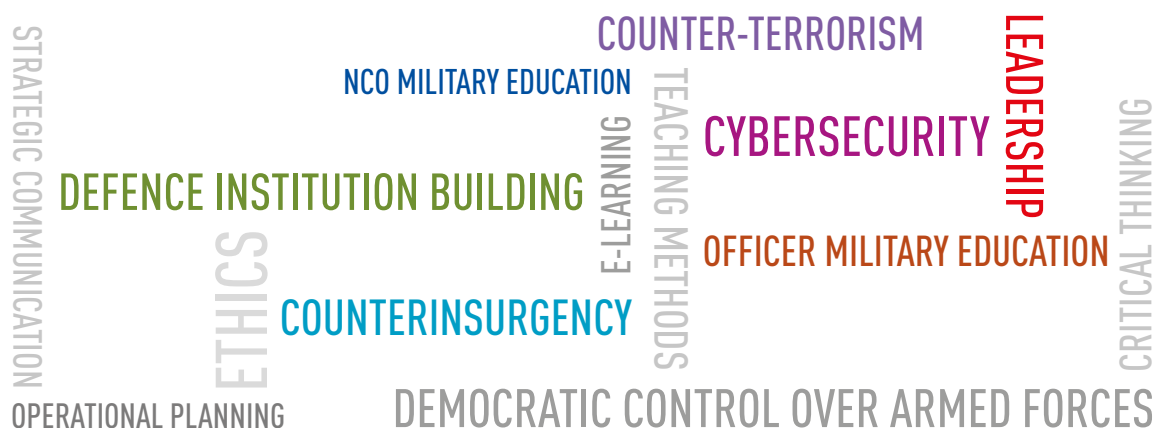 STRATEGIC COMMUNICATION
COUNTER-TERRORISM
LEADERSHIP
NCO MILITARY EDUCATION
TEACHING METHODS
CYBERSECURITY
CRITICAL THINKING
E-LEARNING
DEFENCE INSTITUTION BUILDING
ETHICS
OFFICER MILITARY EDUCATION
COUNTERINSURGENCY
OPERATIONAL PLANNING
DEMOCRATIC CONTROL OVER ARMED FORCES